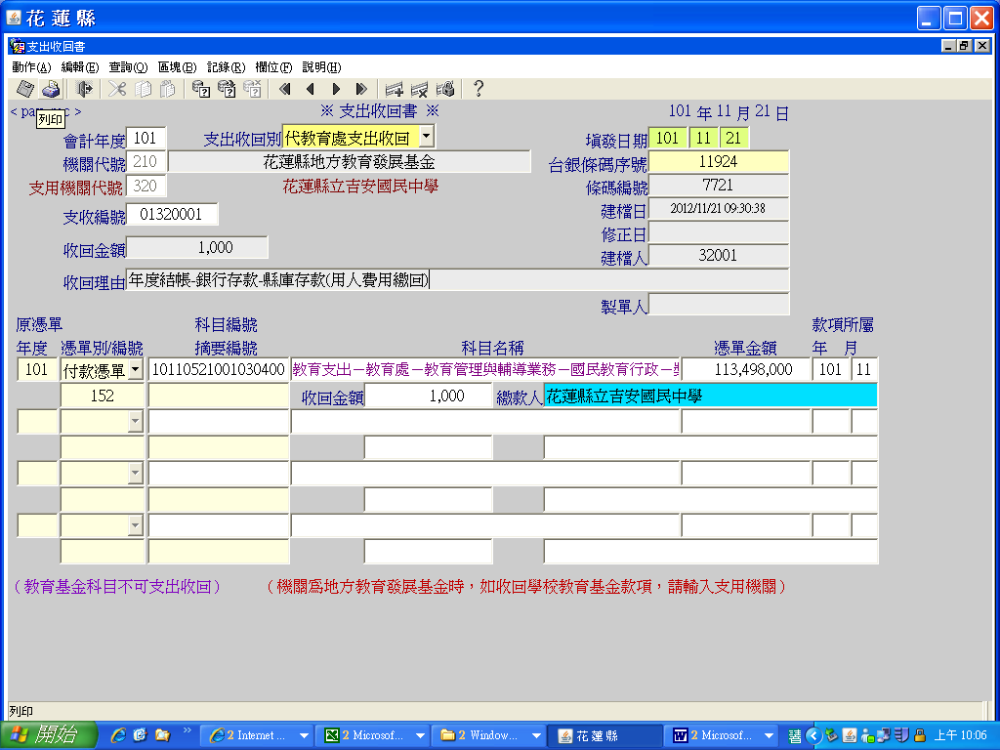 花蓮縣
支出收回書
動作(A) 編輯(E) 查詢(Q) 區塊(B) 記錄(R) 欄位(F) 說明(H)
列印
※ 支出收回書 ※ 101 年 11 月 21 日
會計年度 101 支出收回別 代教育處支出收回 填發日期 101 11 21
機關代號 210 花蓮縣地方教育發展基金 台銀條碼序號 11924
支用機關代號 320 花蓮縣立吉安國民中學 條碼編號 7721
支收編號 01320001 建檔日 2012/11/21 09:30:38
修正日
收回金額 1,000 建檔人 32001
收回理由 年度結帳-銀行存款-縣庫存款(用人費用繳回)
製單人
原憑單 科目編號 款項所屬
年度 憑單別/編號 摘要編號 科目名稱 憑單金額 年 月
101 付款憑單 10110521001030400 教育支出－教育處－教育管理與輔導業務－國民教育行政－ 113,498,000 101 11
152 收回金額 1,000 繳款人 花蓮縣立吉安國民中學
（教育基金科目不可支出收回） （機關為地方教育發展基金時，如收回學校教育基金款項，請輸入支用機關）
列印
開始 2 Internet ... 2 Microsof... 2 Window... 花蓮縣 2 Microsof... 上午 10:06